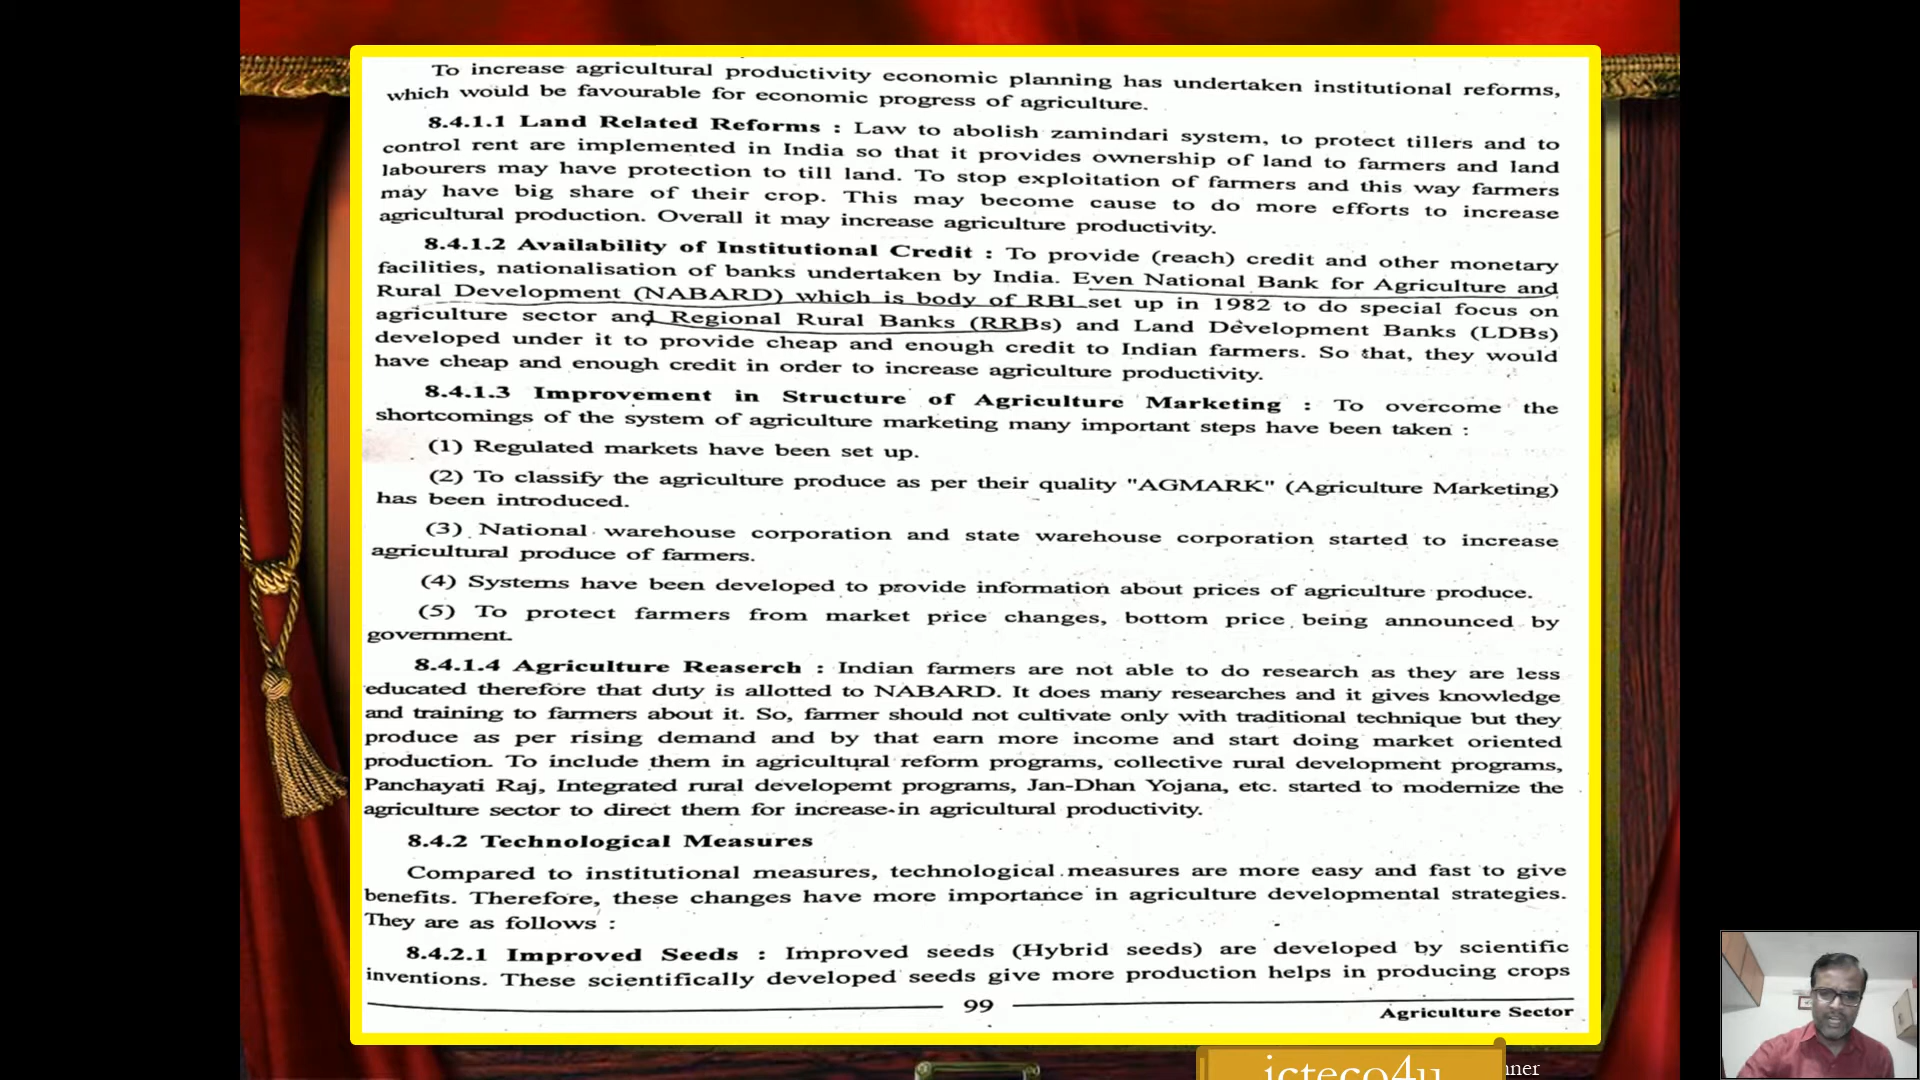 To increase agricultural productivity economic planning has undertaken institutional reforms,
which would be favourable for economic progress of agriculture.
8.4.1.1 Land Related Reforms : Law to abolish zamindari system, to protect tillers and to
control rent are implemented in India so that it provides ownership of land to farmers and land
labourers may have protection to till land. To stop exploitation of farmers and this way farmers
may have big share of their crop. This may become cause to do more efforts to increase
agricultural production. Overall it may increase agriculture productivity.
8.4.1.2 Availability of Institutional Credit : To provide (reach) credit and other monetary
facilities, nationalisation of banks undertaken by India. Even National Bank for Agriculture and
Rural Development (NABARD) which is body of RBI set up in 1982 to do special focus on
agriculture sector and Regional Rural Banks (RRBs) and Land Development Banks (LDBs)
developed under it to provide cheap and enough credit to Indian farmers. So that, they would
have cheap and enough credit in order to increase agriculture productivity.
8.4.1.3 Improvement in Structure of Agriculture Marketing : To overcome the
shortcomings of the system of agriculture marketing many important steps have been taken :
(1) Regulated markets have been set up.
(2) To classify the agriculture produce as per their quality "AGMARK" (Agriculture Marketing)
has been introduced.
(3) National warehouse corporation and state warehouse corporation started to increase
agricultural produce of farmers.
(4) Systems have been developed to provide information about prices of agriculture produce.
(5) To protect farmers from market price changes, bottom price being announced by
government.
8.4.1.4 Agriculture Reaserch : Indian farmers are not able to do research as they are less
educated therefore that duty is allotted to NABARD. It does many researches and it gives knowledge
and training to farmers about it. So, farmer should not cultivate only with traditional technique but they
produce as per rising demand and by that earn more income and start doing market oriented
production. To include them in agricultural reform programs, collective rural development programs,
Panchayati Raj, Integrated rural developemt programs, Jan-Dhan Yojana, etc. started to modernize the
agriculture sector to direct them for increase in agricultural productivity.
8.4.2 Technological Measures
Compared to institutional measures, technological measures are more easy and fast to give
benefits. Therefore, these changes have more importance in agriculture developmental strategies.
They are as follows :
8.4.2.1 Improved Seeds : Improved seeds (Hybrid seeds) are developed by scientific
inventions. These scientifically developed seeds give more production helps in producing crops
99
Agriculture Sector
icteco4u